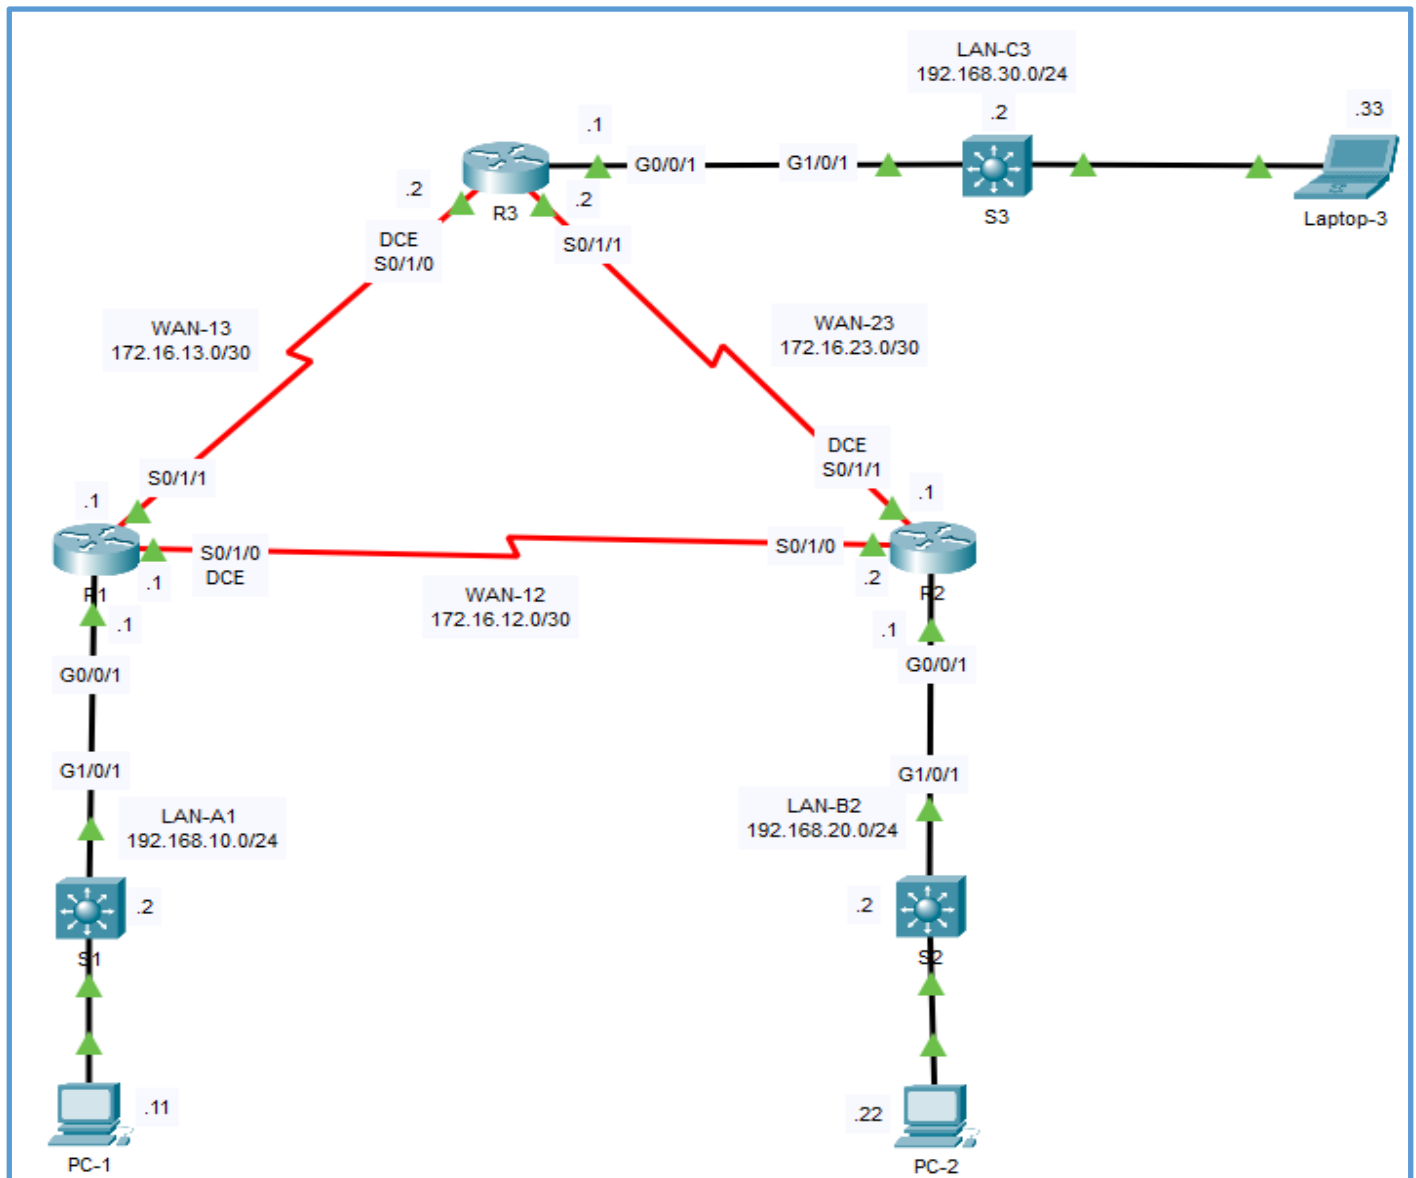 LAN-C3
192.168.30.0/24
.2
.33
.1
G0/0/1
G1/0/1
.2
.2
R3
S3
Laptop-3
DCE
S0/1/0
S0/1/1
WAN-13
172.16.13.0/30
WAN-23
172.16.23.0/30
DCE
S0/1/1
S0/1/1
.1
.1
S0/1/0
DCE
S0/1/0
.1
.2
R1
R2
WAN-12
172.16.12.0/30
.1
.1
G0/0/1
G0/0/1
G1/0/1
G1/0/1
LAN-A1
192.168.10.0/24
LAN-B2
192.168.20.0/24
.2
.2
S1
S2
.11
.22
PC-1
PC-2